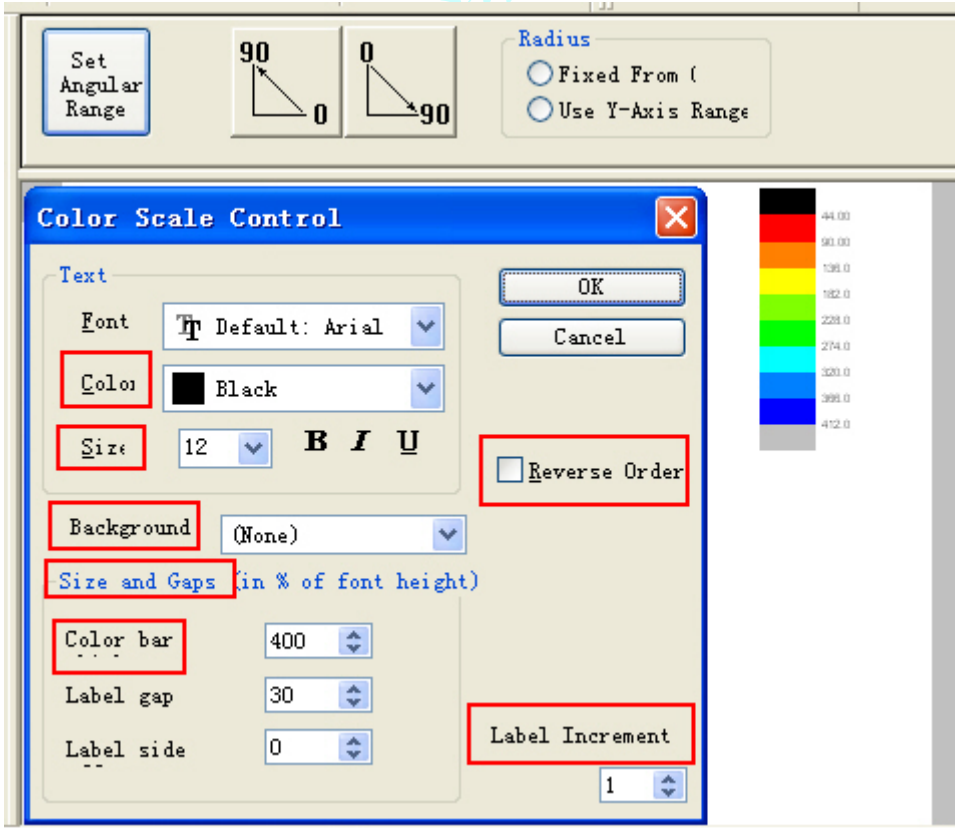 Set
Angular
Range
90
0
0
90
Radius
Fixed From (
Use Y-Axis Range
Color Scale Control
Text
Font
Default: Arial
Color
Black
Size
12
B I U
OK
Cancel
Reverse Order
Background
(None)
Size and Gaps (in % of font height)
Color bar
400
Label gap
30
Label side
0
Label Increment
1
44.00
90.00
136.0
182.0
228.0
274.0
320.0
366.0
412.0